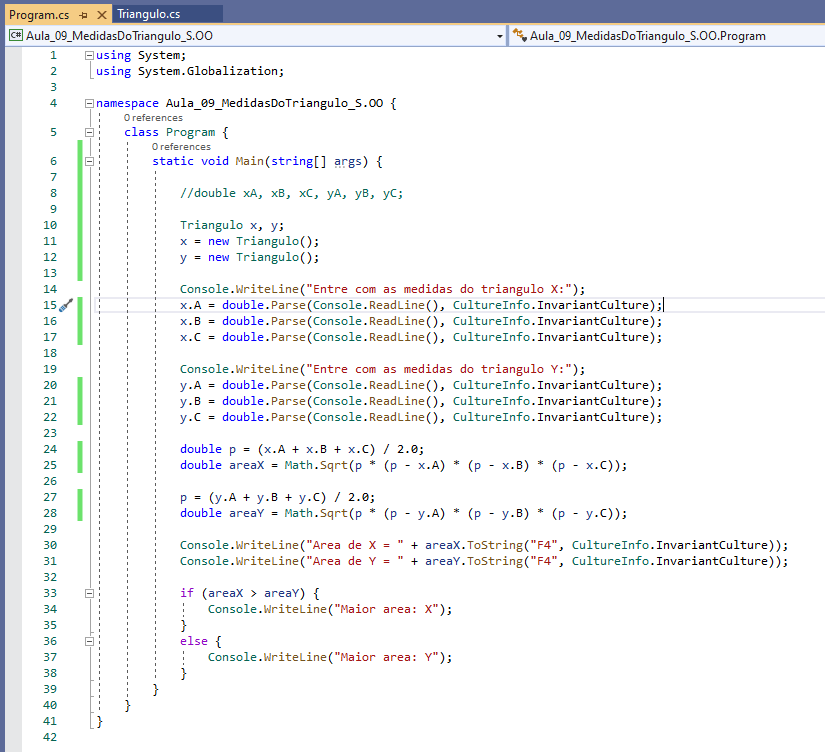 Program.cs Triangulo.cs
C# Aula_09_MedidasDoTriangulo_S.OO Aula_09_MedidasDoTriangulo_S.OO.Program
1 using System;
2 using System.Globalization;
3
4 namespace Aula_09_MedidasDoTriangulo_S.OO {
0 references
5 class Program {
0 references
6 static void Main(string[] args) {
7
8 //double xA, xB, xC, yA, yB, yC;
9
10 Triangulo x, y;
11 x = new Triangulo();
12 y = new Triangulo();
13
14 Console.WriteLine("Entre com as medidas do triangulo X:");
15 x.A = double.Parse(Console.ReadLine(), CultureInfo.InvariantCulture);
16 x.B = double.Parse(Console.ReadLine(), CultureInfo.InvariantCulture);
17 x.C = double.Parse(Console.ReadLine(), CultureInfo.InvariantCulture);
18
19 Console.WriteLine("Entre com as medidas do triangulo Y:");
20 y.A = double.Parse(Console.ReadLine(), CultureInfo.InvariantCulture);
21 y.B = double.Parse(Console.ReadLine(), CultureInfo.InvariantCulture);
22 y.C = double.Parse(Console.ReadLine(), CultureInfo.InvariantCulture);
23
24 double p = (x.A + x.B + x.C) / 2.0;
25 double areaX = Math.Sqrt(p * (p - x.A) * (p - x.B) * (p - x.C));
26
27 p = (y.A + y.B + y.C) / 2.0;
28 double areaY = Math.Sqrt(p * (p - y.A) * (p - y.B) * (p - y.C));
29
30 Console.WriteLine("Area de X = " + areaX.ToString("F4", CultureInfo.InvariantCulture));
31 Console.WriteLine("Area de Y = " + areaY.ToString("F4", CultureInfo.InvariantCulture));
32
33 if (areaX > areaY) {
34 Console.WriteLine("Maior area: X");
35 }
36 else {
37 Console.WriteLine("Maior area: Y");
38 }
39 }
40 }
41 }
42